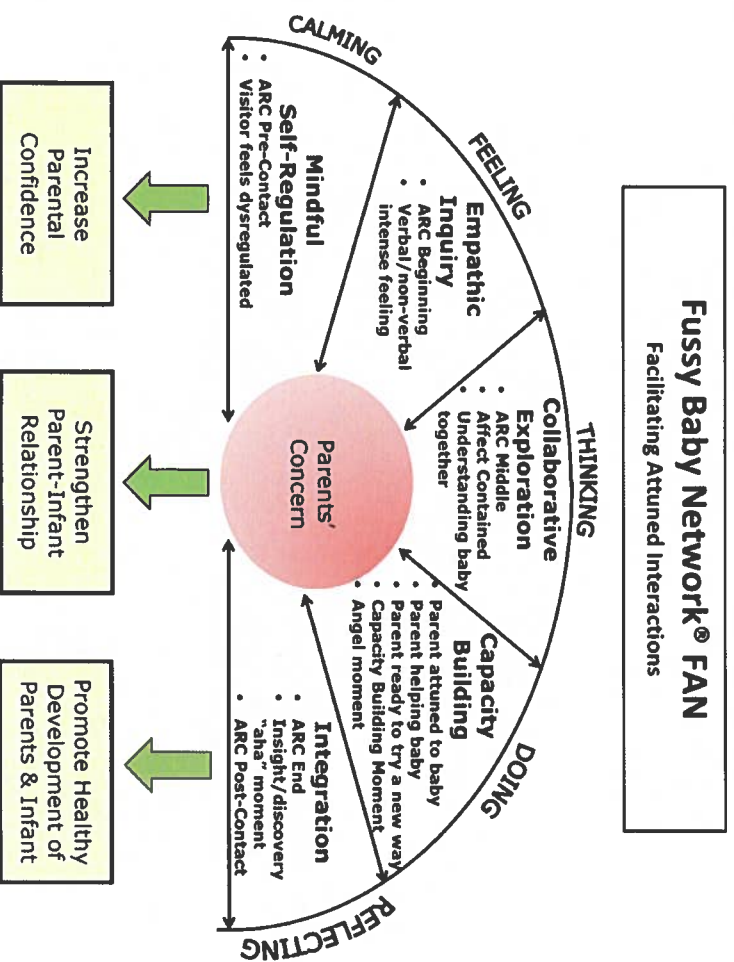 Fussy Baby Network® FAN
Facilitating Attuned Interactions
CALMING
FEELING
THINKING
DOING
REFLECTING
Mindful
Self-Regulation
• ARC Pre-Contact
• Visitor feels dysregulated
Empathic
Inquiry
• ARC Beginning
• Verbal/non-verbal
intense feeling
Collaborative
Exploration
• ARC Middle
• Affect Contained
• Understanding baby
together
Capacity
Building
• Parent attuned to baby
• Parent helping baby
• Parent ready to try a new way
• Capacity Building Moment
• Angel moment
Integration
• ARC End
• Insight/discovery
"aha" moment
• ARC Post-Contact
Parents'
Concern
Increase
Parental
Confidence
Strengthen
Parent-Infant
Relationship
Promote Healthy
Development of
Parents & Infant